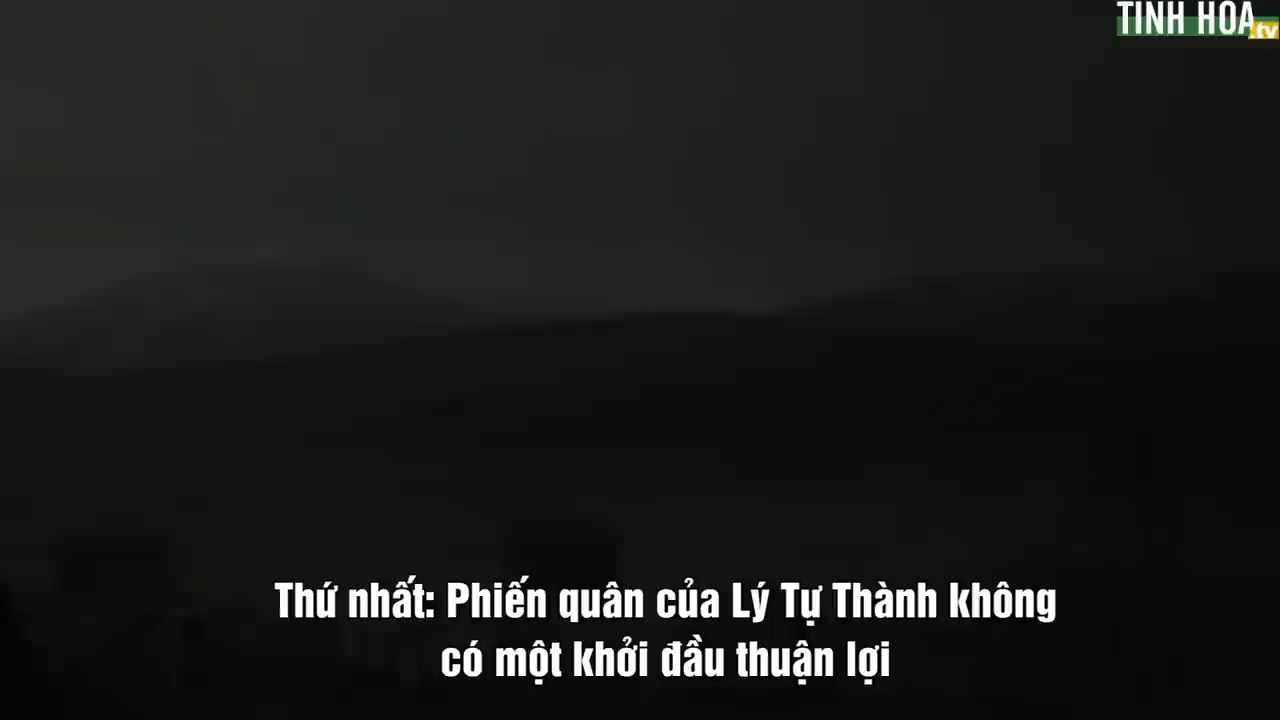 TINH HOA
.tv
Thứ nhất: Phiến quân của Lý Tự Thành không
có một khởi đầu thuận lợi